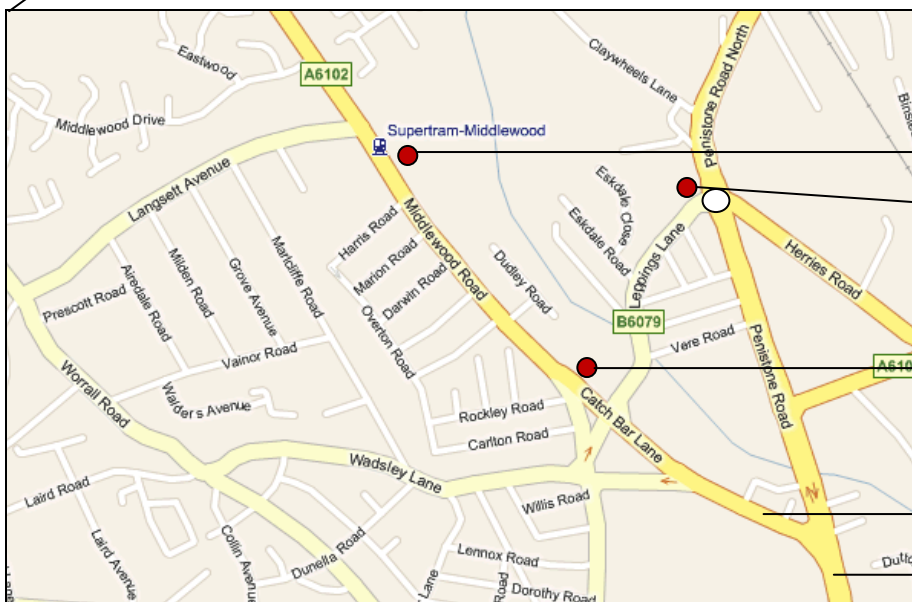 Eastwood
A6102
Claywheels Lane
Penistone Road North
Middlewood Drive
Supertram-Middlewood
Langsett Avenue
Eskdale Close
Eskdale Road
Leppings Lane
Harris Road
Middlewood Road
Marlcliffe Road
Marion Road
Herries Road
Dudley Road
Milden Road
Grove Avenue
Airedale Road
Darwin Road
Prescott Road
Overton Road
B6079
Vere Road
Penistone Road
Vainor Road
A610
Worrall Road
Walders Avenue
Catch Bar Lane
Rockley Road
Carlton Road
Wadsley Lane
Laird Road
Willis Road
Laird Avenue
Collin Avenue
Dunella Road
Lennox Road
Lane
Road
Dorothy Road